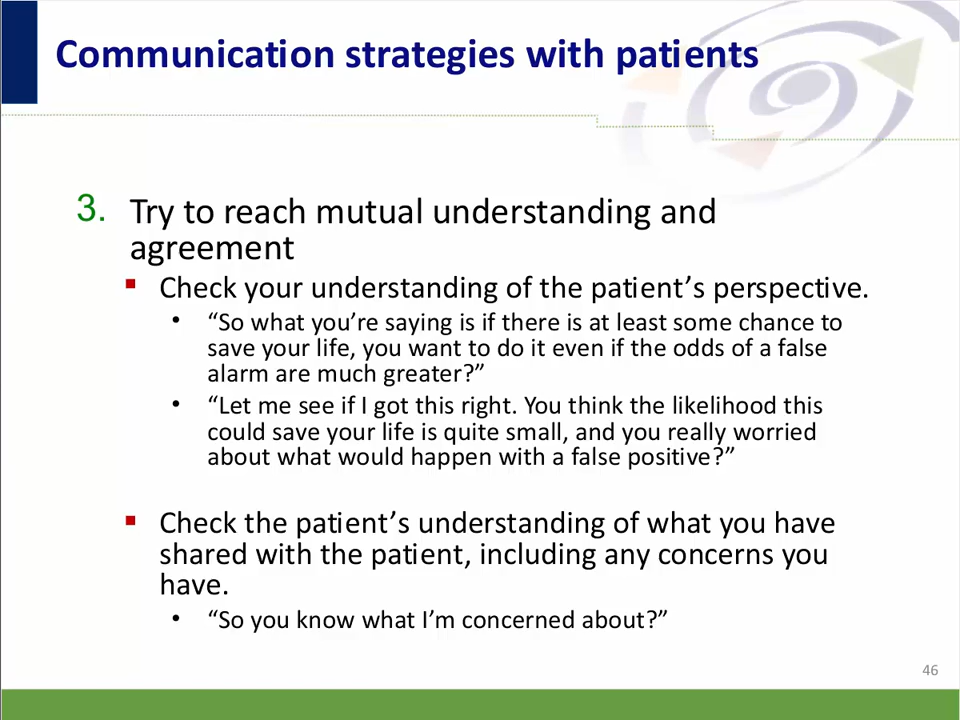 Communication strategies with patients
3. Try to reach mutual understanding and
agreement
▪ Check your understanding of the patient’s perspective.
• “So what you’re saying is if there is at least some chance to
save your life, you want to do it even if the odds of a false
alarm are much greater?”
• “Let me see if I got this right. You think the likelihood this
could save your life is quite small, and you really worried
about what would happen with a false positive?”
▪ Check the patient’s understanding of what you have
shared with the patient, including any concerns you
have.
• “So you know what I’m concerned about?”
46